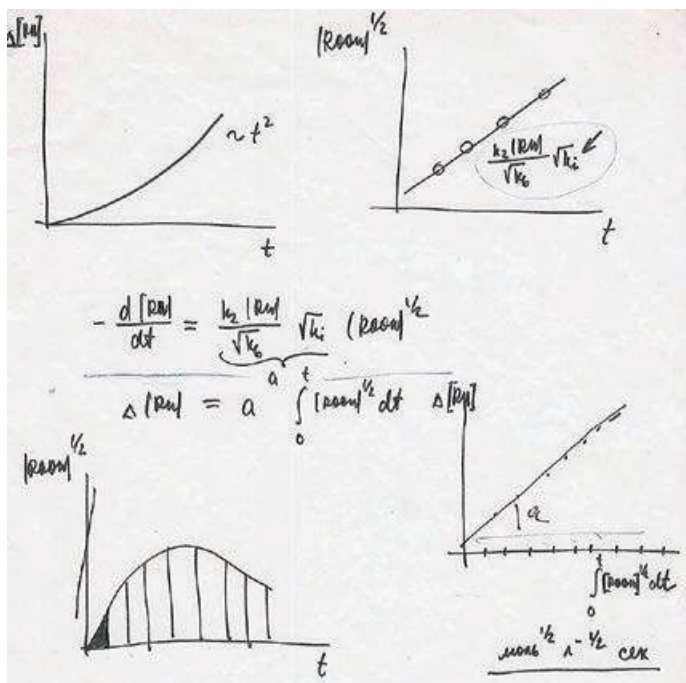 Δ[RH]
~ t²
t
[ROOH]^1/2
k₂[RH]/√k₆ √kᵢ
t
- d[RH]/dt = k₂[RH]/√k₆ √kᵢ [ROOH]^1/2
a
Δ[RH] = a ∫₀ᵗ [ROOH]^1/2 dt
[ROOH]^1/2
t
Δ[RH]
a
∫₀ᵗ [ROOH]^1/2 dt
моль^1/2 л^-1/2 сек